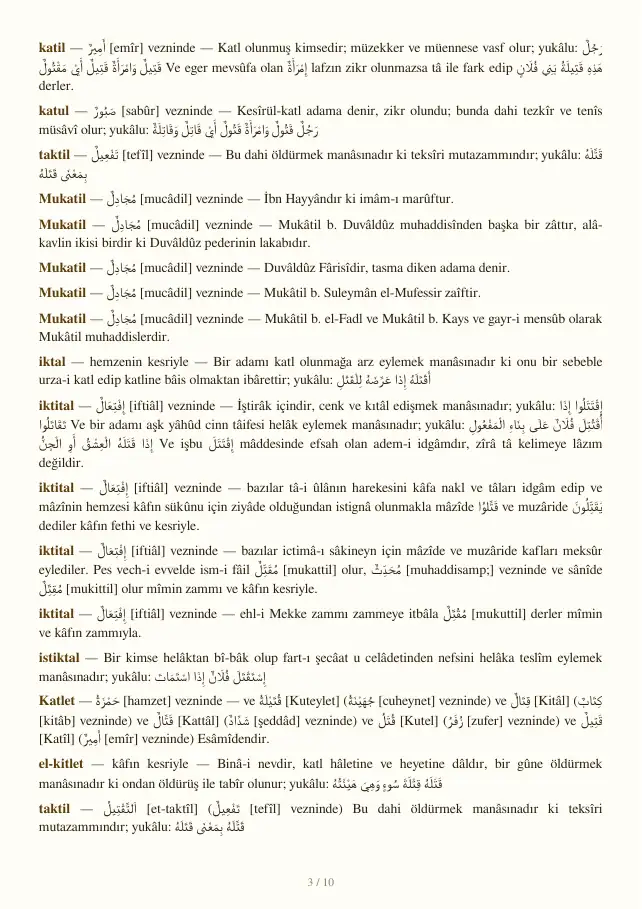 katil — أَمِيرٌ [emîr] vezninde — Katl olunmuş kimsedir; müzekker ve müennese vasf olur; yukâlu: رَجُلٌ
قَتِيلٌ وَامْرَأَةٌ قَتِيلٌ أَيْ مَقْتُولٌ Ve eger mevsûfa olan إِمْرَأَةٌ lafzın zikr olunmazsa tâ ile fark edip هَذِهِ قَتِيلَةُ بَنِي فُلَانٍ
derler.
katul — صَبُورٌ [sabûr] vezninde — Kesîrül-katl adama denir, zikr olundu; bunda dahi tezkîr ve tenîs
müsâvî olur; yukâlu: رَجُلٌ قَتُولٌ وَامْرَأَةٌ قَتُولٌ أَيْ قَاتِلٌ وَقَاتِلَةٌ
taktil — تَفْعِيلٌ [tefîl] vezninde — Bu dahi öldürmek manâsınadır ki teksîri mutazammındır; yukâlu: قَتَّلَهُ
بِمَعْنَى قَتَلَهُ
Mukatil — مُجَادِلٌ [mucâdil] vezninde — İbn Hayyândır ki imâm-ı marûftur.
Mukatil — مُجَادِلٌ [mucâdil] vezninde — Mukâtil b. Duvâldûz muhaddisînden başka bir zâttır, alâ-
kavlin ikisi birdir ki Duvâldûz pederinin lakabıdır.
Mukatil — مُجَادِلٌ [mucâdil] vezninde — Duvâldûz Fârisîdir, tasma diken adama denir.
Mukatil — مُجَادِلٌ [mucâdil] vezninde — Mukâtil b. Suleymân el-Mufessir zaîftir.
Mukatil — مُجَادِلٌ [mucâdil] vezninde — Mukâtil b. el-Fadl ve Mukâtil b. Kays ve gayr-i mensûb olarak
Mukâtil muhaddislerdir.
iktal — hemzenin kesriyle — Bir adamı katl olunmağa arz eylemek manâsınadır ki onu bir sebeble
urza-i katl edip katline bâis olmaktan ibârettir; yukâlu: أَقْتَلَهُ إِذَا عَرَّضَهُ لِلْقَتْلِ
iktital — إِفْتِعَالٌ [iftiâl] vezninde — İştirâk içindir, cenk ve kıtâl edişmek manâsınadır; yukâlu: إِقْتَتَلُوا إِذَا
تَقَاتَلُوا Ve bir adamı aşk yâhûd cinn tâifesi helâk eylemek manâsınadır; yukâlu: أُقْتُتِلَ فُلَانٌ عَلَى بِنَاءِ الْمَفْعُولِ
إِذَا قَتَلَهُ الْعِشْقُ أَوِ الْجِنُّ Ve işbu إِقْتَتَلَ mâddesinde efsah olan adem-i idgâmdır, zîrâ tâ kelimeye lâzım
değildir.
iktital — إِفْتِعَالٌ [iftiâl] vezninde — bazılar tâ-i ûlânın harekesini kâfa nakl ve tâları idgâm edip ve
mâzînin hemzesi kâfın sükûnu için ziyâde olduğundan istignâ olunmakla mâzîde قَتَّلُوْا ve muzâride يَقَتِّلُونَ
dediler kâfın fethi ve kesriyle.
iktital — إِفْتِعَالٌ [iftiâl] vezninde — bazılar ictimâ-ı sâkineyn için mâzîde ve muzâride kafları meksûr
eylediler. Pes vech-i evvelde ism-i fâil مُقَتِّلٌ [mukattil] olur, مُحَدِّثٌ [muhaddisamp;] vezninde ve sânîde
مُقِتِّلٌ [mukittil] olur mîmin zammı ve kâfın kesriyle.
iktital — إِفْتِعَالٌ [iftiâl] vezninde — ehl-i Mekke zammı zammeye itbâla مُقُتِّلٌ [mukuttil] derler mîmin
ve kâfın zammıyla.
istiktal — Bir kimse helâktan bî-bâk olup fart-ı şecâat u celâdetinden nefsini helâka teslîm eylemek
manâsınadır; yukâlu: إِسْتَقْتَلَ فُلَانٌ إِذَا اسْتَمَاتَ
Katlet — حَمْزَةُ [hamzet] vezninde — ve قُتَيْلَةُ [Kuteylet] (جُهَيْنَةُ [cuheynet] vezninde) ve قِتَالٌ [Kitâl] (كِتَابٌ
[kitâb] vezninde) ve قَتَّالٌ [Kattâl] (شَدَّادٌ [şeddâd] vezninde) ve قُتَلُ [Kutel] (زُفَرُ [zufer] vezninde) ve قَتِيلٌ
[Katîl] (أَمِيرٌ [emîr] vezninde) Esâmîdendir.
el-kitlet — kâfın kesriyle — Binâ-i nevdir, katl hâletine ve heyetine dâldır, bir gûne öldürmek
manâsınadır ki ondan öldürüş ile tabîr olunur; yukâlu: قَتَلَهُ قِتْلَةَ سُوءٍ وَهِيَ هَيْئَتُهُ
taktil — اَلتَّقْتِيلُ [et-taktîl] (تَفْعِيلٌ [tefîl] vezninde) Bu dahi öldürmek manâsınadır ki teksîri
mutazammındır; yukâlu: قَتَّلَهُ بِمَعْنَى قَتَلَهُ
3 / 10